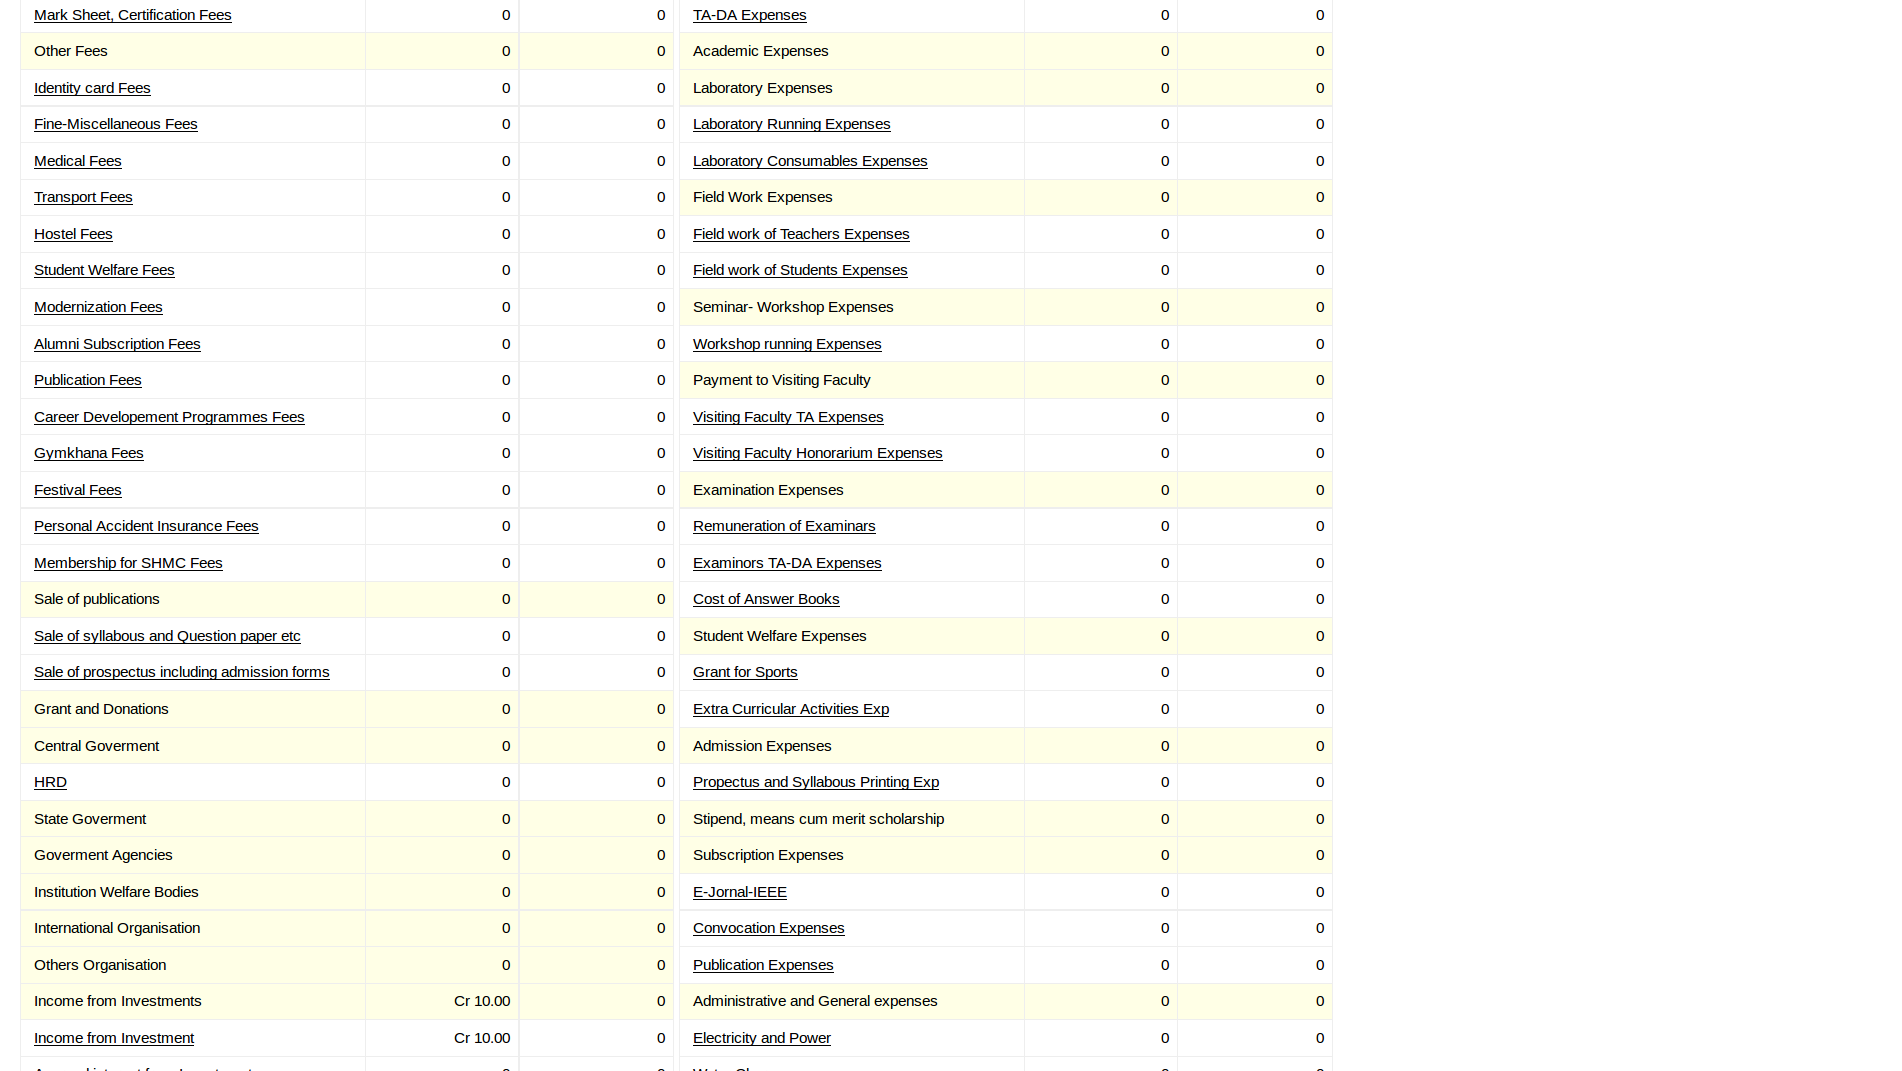 Mark Sheet, Certification Fees 0 0 TA-DA Expenses 0 0
Other Fees 0 0 Academic Expenses 0 0
Identity card Fees 0 0 Laboratory Expenses 0 0
Fine-Miscellaneous Fees 0 0 Laboratory Running Expenses 0 0
Medical Fees 0 0 Laboratory Consumables Expenses 0 0
Transport Fees 0 0 Field Work Expenses 0 0
Hostel Fees 0 0 Field work of Teachers Expenses 0 0
Student Welfare Fees 0 0 Field work of Students Expenses 0 0
Modernization Fees 0 0 Seminar- Workshop Expenses 0 0
Alumni Subscription Fees 0 0 Workshop running Expenses 0 0
Publication Fees 0 0 Payment to Visiting Faculty 0 0
Career Developement Programmes Fees 0 0 Visiting Faculty TA Expenses 0 0
Gymkhana Fees 0 0 Visiting Faculty Honorarium Expenses 0 0
Festival Fees 0 0 Examination Expenses 0 0
Personal Accident Insurance Fees 0 0 Remuneration of Examinars 0 0
Membership for SHMC Fees 0 0 Examinors TA-DA Expenses 0 0
Sale of publications 0 0 Cost of Answer Books 0 0
Sale of syllabous and Question paper etc 0 0 Student Welfare Expenses 0 0
Sale of prospectus including admission forms 0 0 Grant for Sports 0 0
Grant and Donations 0 0 Extra Curricular Activities Exp 0 0
Central Goverment 0 0 Admission Expenses 0 0
HRD 0 0 Propectus and Syllabous Printing Exp 0 0
State Goverment 0 0 Stipend, means cum merit scholarship 0 0
Goverment Agencies 0 0 Subscription Expenses 0 0
Institution Welfare Bodies 0 0 E-Jornal-IEEE 0 0
International Organisation 0 0 Convocation Expenses 0 0
Others Organisation 0 0 Publication Expenses 0 0
Income from Investments Cr 10.00 0 Administrative and General expenses 0 0
Income from Investment Cr 10.00 0 Electricity and Power 0 0